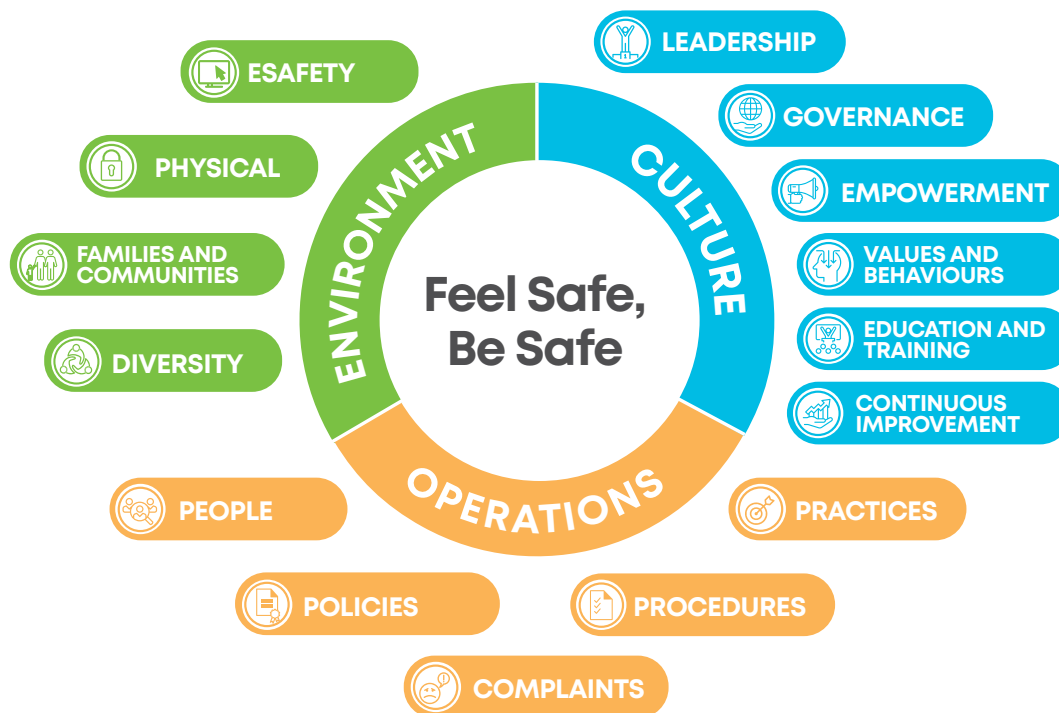 ESAFETY
PHYSICAL
FAMILIES AND
COMMUNITIES
DIVERSITY
ENVIRONMENT
CULTURE
OPERATIONS
Feel Safe,
Be Safe
LEADERSHIP
GOVERNANCE
EMPOWERMENT
VALUES AND
BEHAVIOURS
EDUCATION AND
TRAINING
CONTINUOUS
IMPROVEMENT
PEOPLE
PRACTICES
POLICIES
PROCEDURES
COMPLAINTS